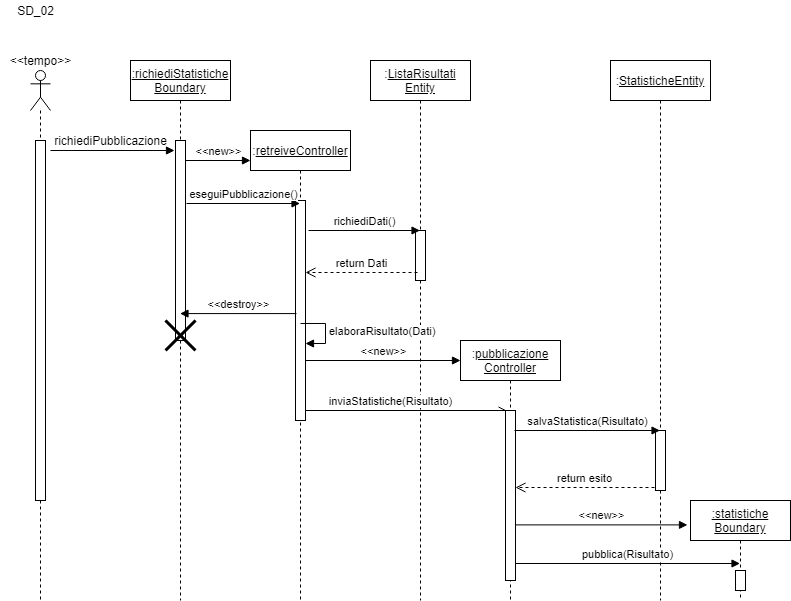 SD_02
<<tempo>>
:richiediStatistiche
Boundary
:ListaRisultati
Entity
:StatisticheEntity
richiediPubblicazione
<<new>>
:retreiveController
eseguiPubblicazione()
richiediDati()
return Dati
<<destroy>>
elaboraRisultato(Dati)
<<new>>
:pubblicazione
Controller
inviaStatistiche(Risultato)
salvaStatistica(Risultato)
return esito
<<new>>
:statistiche
Boundary
pubblica(Risultato)